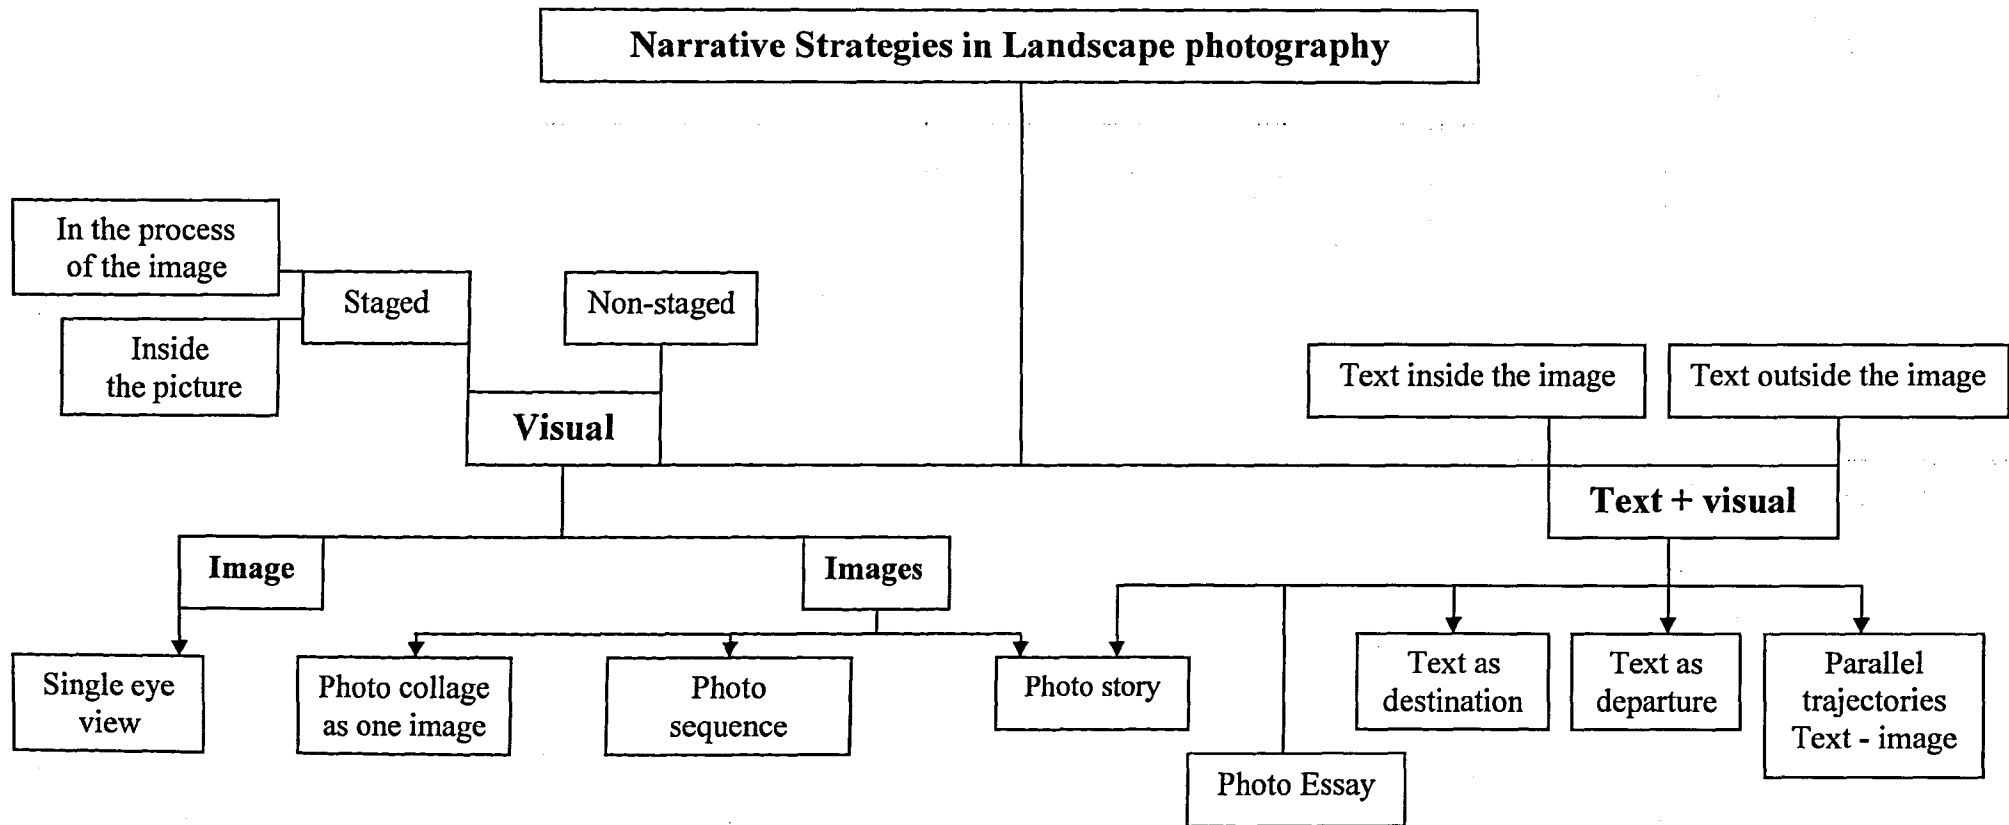 Narrative Strategies in Landscape photography
In the process
of the image
Staged
Non-staged
Inside
the picture
Text inside the image
Text outside the image
Visual
Text + visual
Image
Images
Single eye
view
Photo collage
as one image
Photo
sequence
Photo story
Text as
destination
Text as
departure
Parallel
trajectories
Text - image
Photo Essay